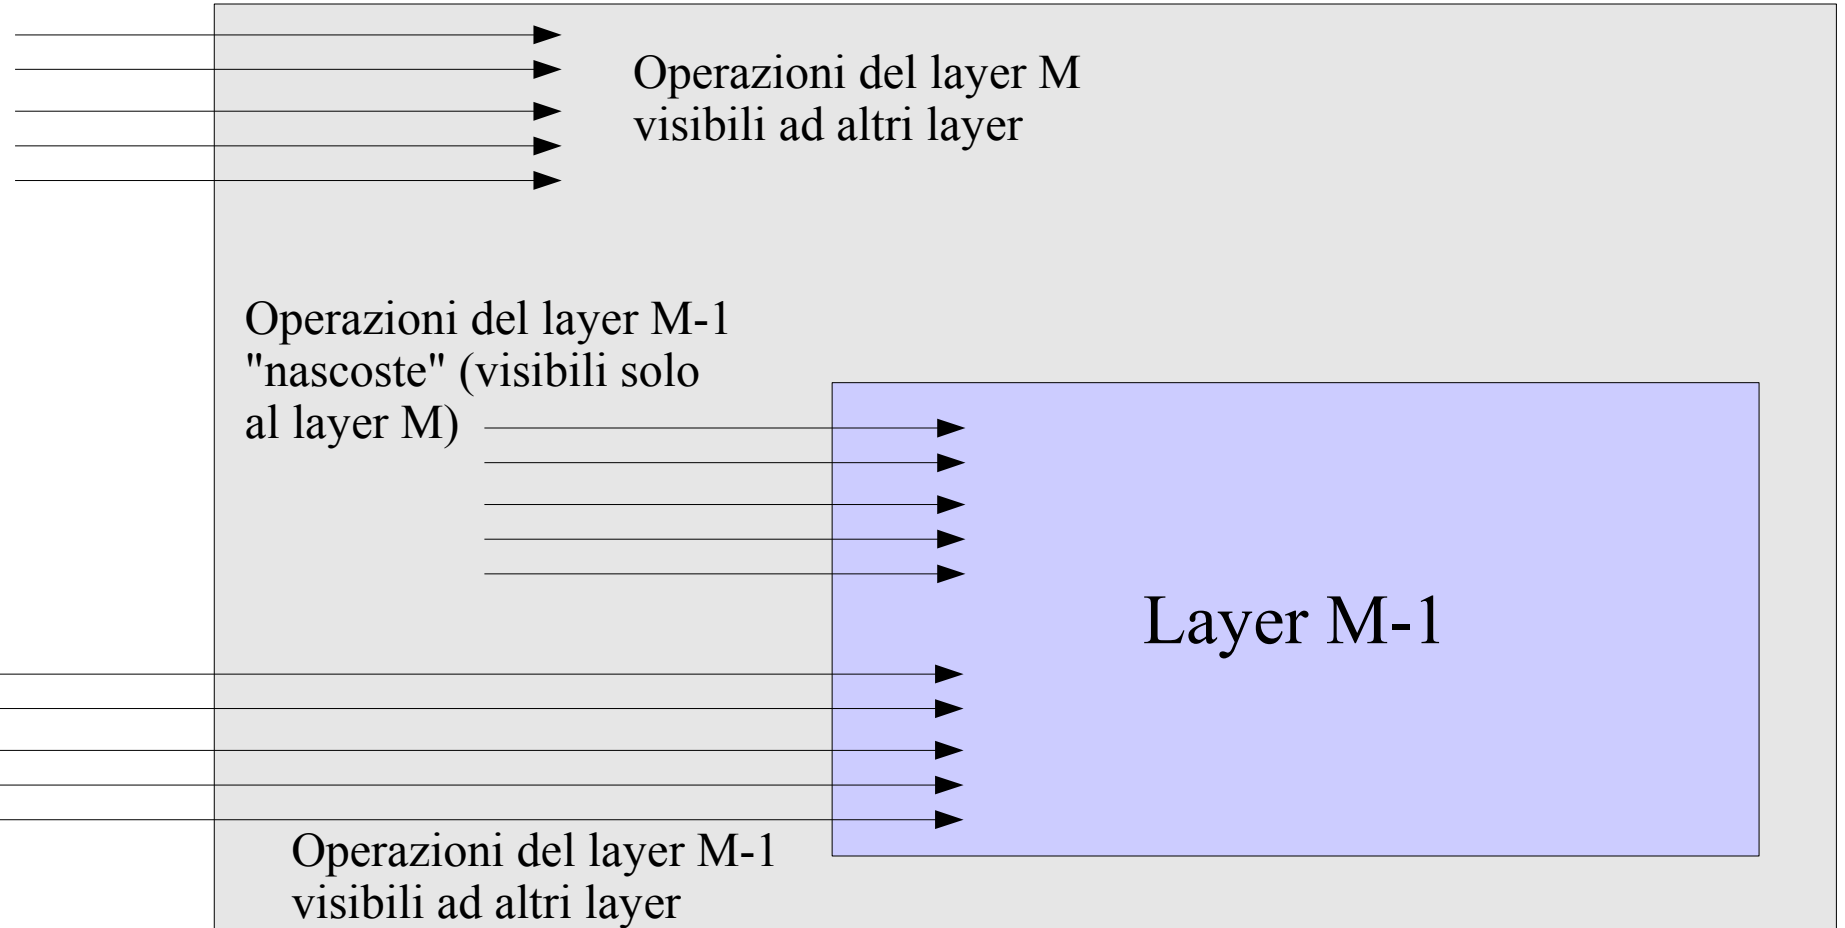 Operazioni del layer M
visibili ad altri layer
Operazioni del layer M-1
"nascoste" (visibili solo
al layer M)
Layer M-1
Operazioni del layer M-1
visibili ad altri layer